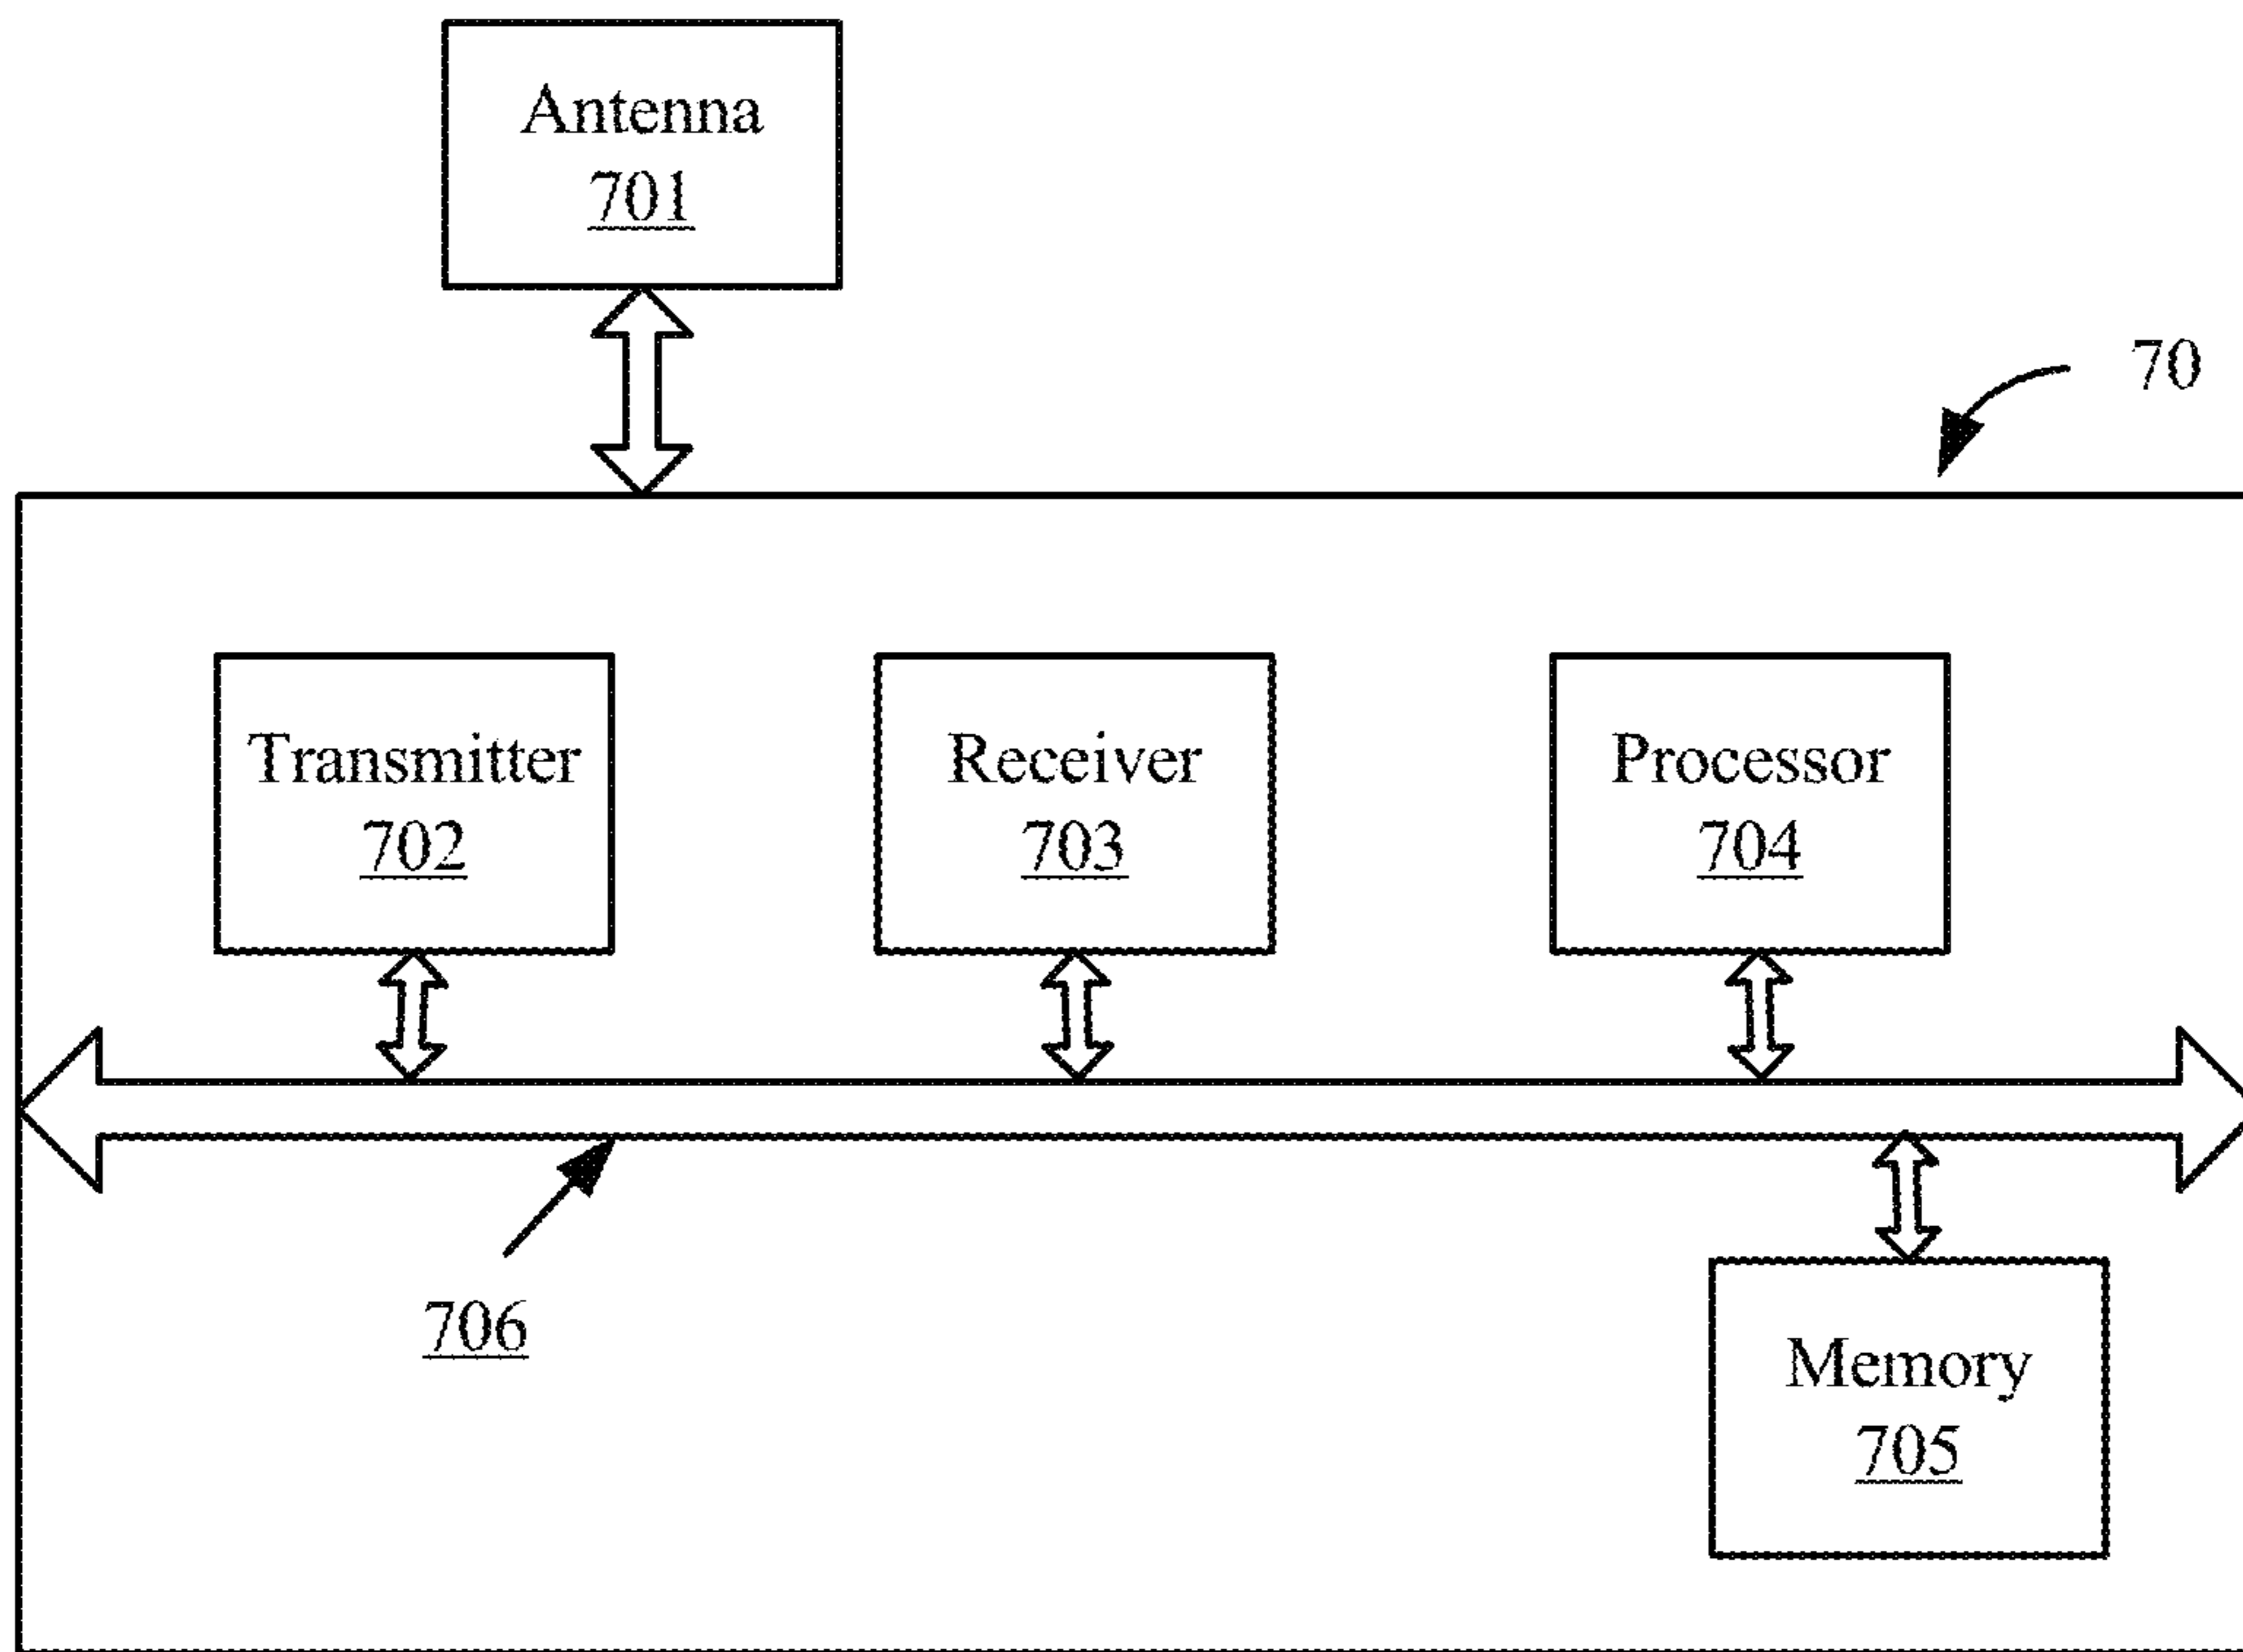 Antenna
701
70
Transmitter
702
Receiver
703
Processor
704
706
Memory
705